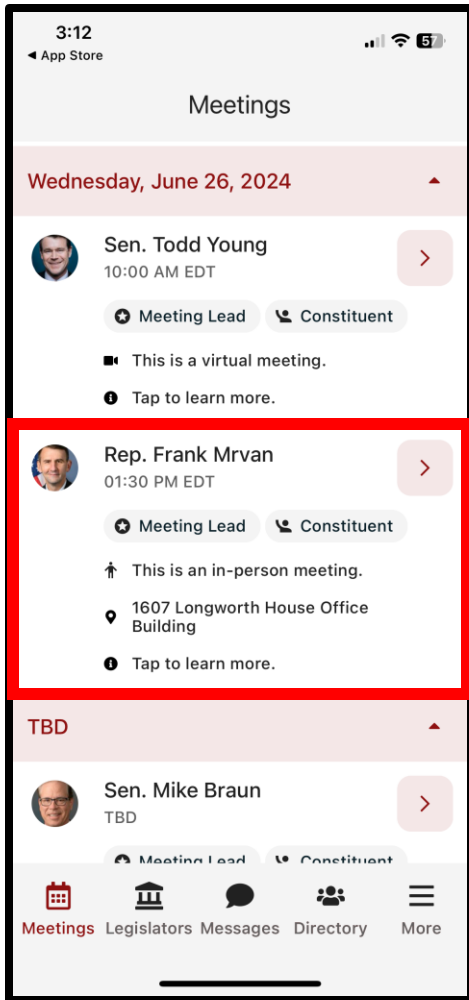 3:12
57
◀ App Store
Meetings
Wednesday, June 26, 2024
Sen. Todd Young
10:00 AM EDT
Meeting Lead Constituent
This is a virtual meeting.
Tap to learn more.
Rep. Frank Mrvan
01:30 PM EDT
Meeting Lead Constituent
This is an in-person meeting.
1607 Longworth House Office
Building
Tap to learn more.
TBD
Sen. Mike Braun
TBD
Meeting Lead Constituent
Meetings Legislators Messages Directory More